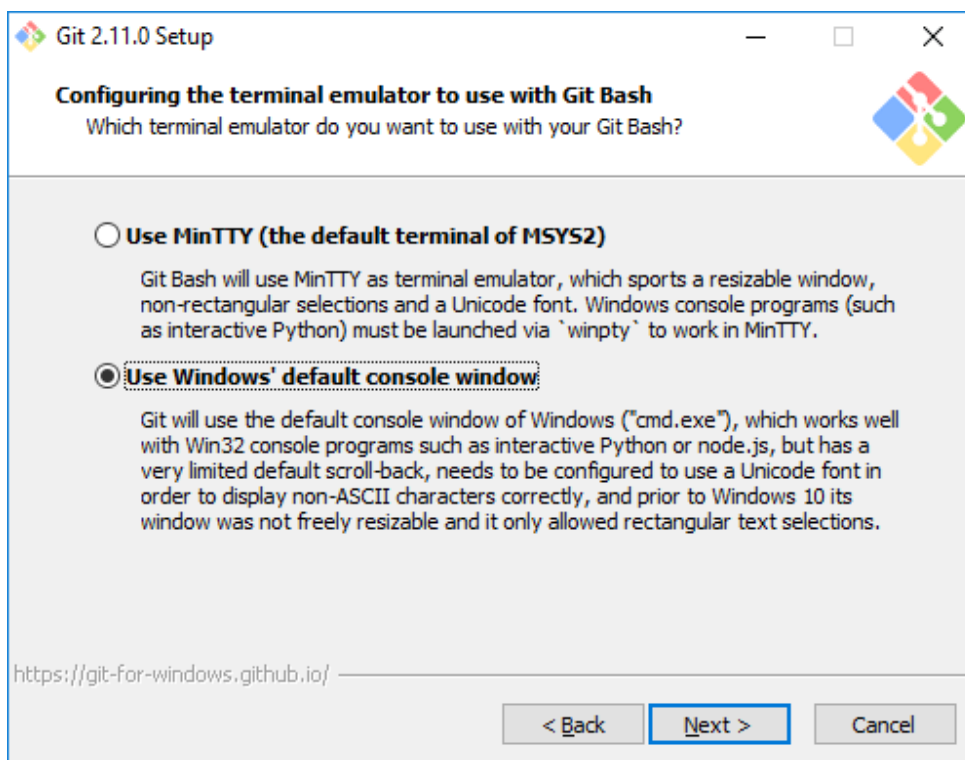 Git 2.11.0 Setup
Configuring the terminal emulator to use with Git Bash
Which terminal emulator do you want to use with your Git Bash?
Use MinTTY (the default terminal of MSYS2)
Git Bash will use MinTTY as terminal emulator, which sports a resizable window,
non-rectangular selections and a Unicode font. Windows console programs (such
as interactive Python) must be launched via `winpty` to work in MinTTY.
Use Windows' default console window
Git will use the default console window of Windows ("cmd.exe"), which works well
with Win32 console programs such as interactive Python or node.js, but has a
very limited default scroll-back, needs to be configured to use a Unicode font in
order to display non-ASCII characters correctly, and prior to Windows 10 its
window was not freely resizable and it only allowed rectangular text selections.
https://git-for-windows.github.io/
< Back Next > Cancel